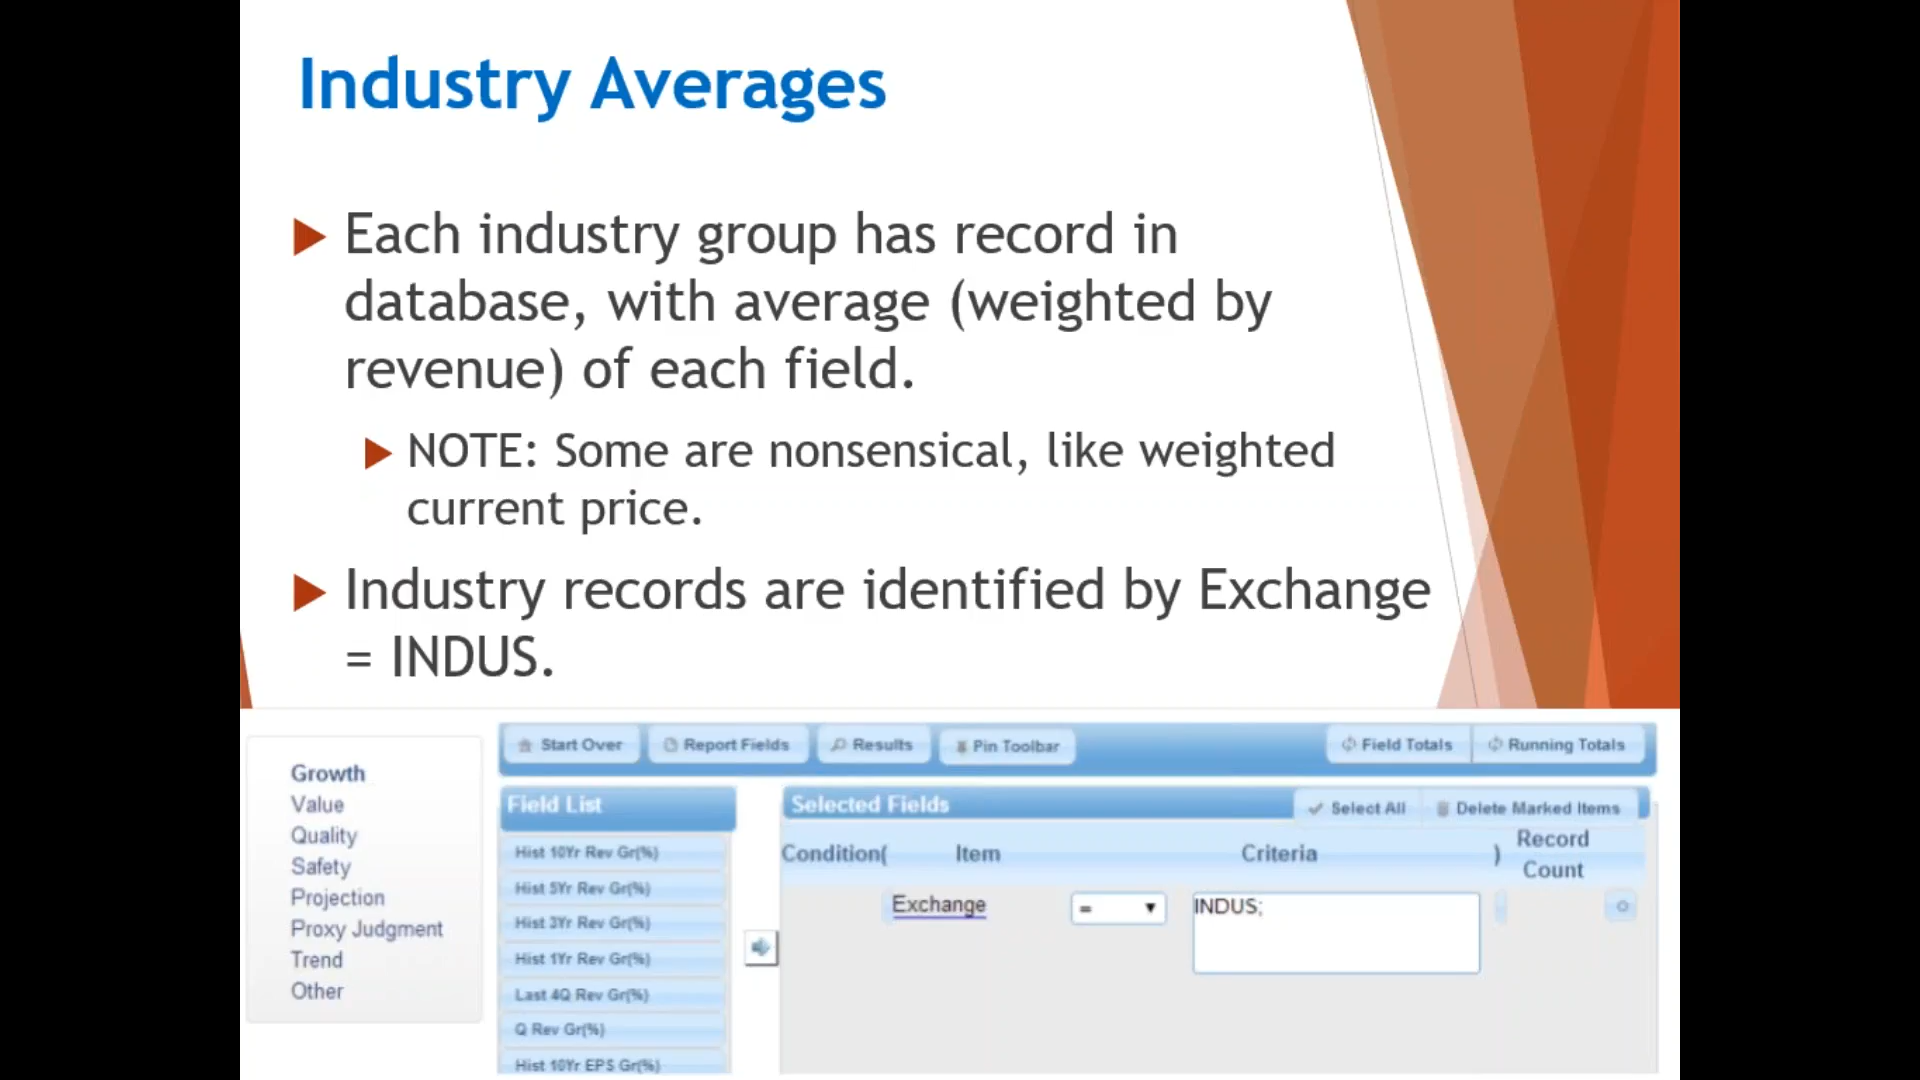 Industry Averages
Each industry group has record in
database, with average (weighted by
revenue) of each field.
NOTE: Some are nonsensical, like weighted
current price.
Industry records are identified by Exchange
= INDUS.
Growth
Value
Quality
Safety
Projection
Proxy Judgment
Trend
Other
Start Over Report Fields Results Pin Toolbar Field Totals Running Totals
Field List
Hist 10Yr Rev Gr(%)
Hist 5Yr Rev Gr(%)
Hist 3Yr Rev Gr(%)
Hist 1Yr Rev Gr(%)
Last 4Q Rev Gr(%)
Q Rev Gr(%)
Hist 10Yr EPS Gr(%)
Selected Fields Select All Delete Marked Items
Condition( Item Criteria ) Record
Count
Exchange = INDUS;